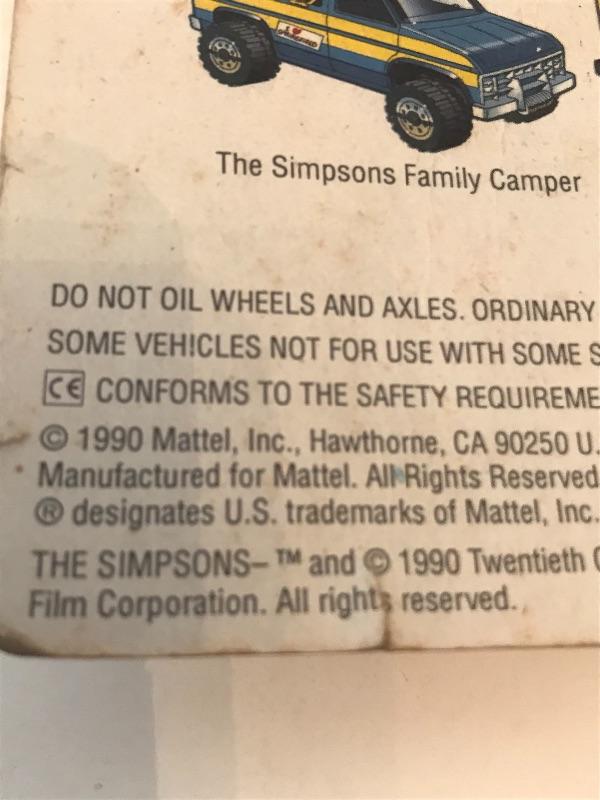 The Simpsons Family Camper
DO NOT OIL WHEELS AND AXLES. ORDINARY
SOME VEHICLES NOT FOR USE WITH SOME S
CE CONFORMS TO THE SAFETY REQUIREME
© 1990 Mattel, Inc., Hawthorne, CA 90250 U.
Manufactured for Mattel. All Rights Reserved
® designates U.S. trademarks of Mattel, Inc.
THE SIMPSONS– ™ and © 1990 Twentieth C
Film Corporation. All rights reserved.